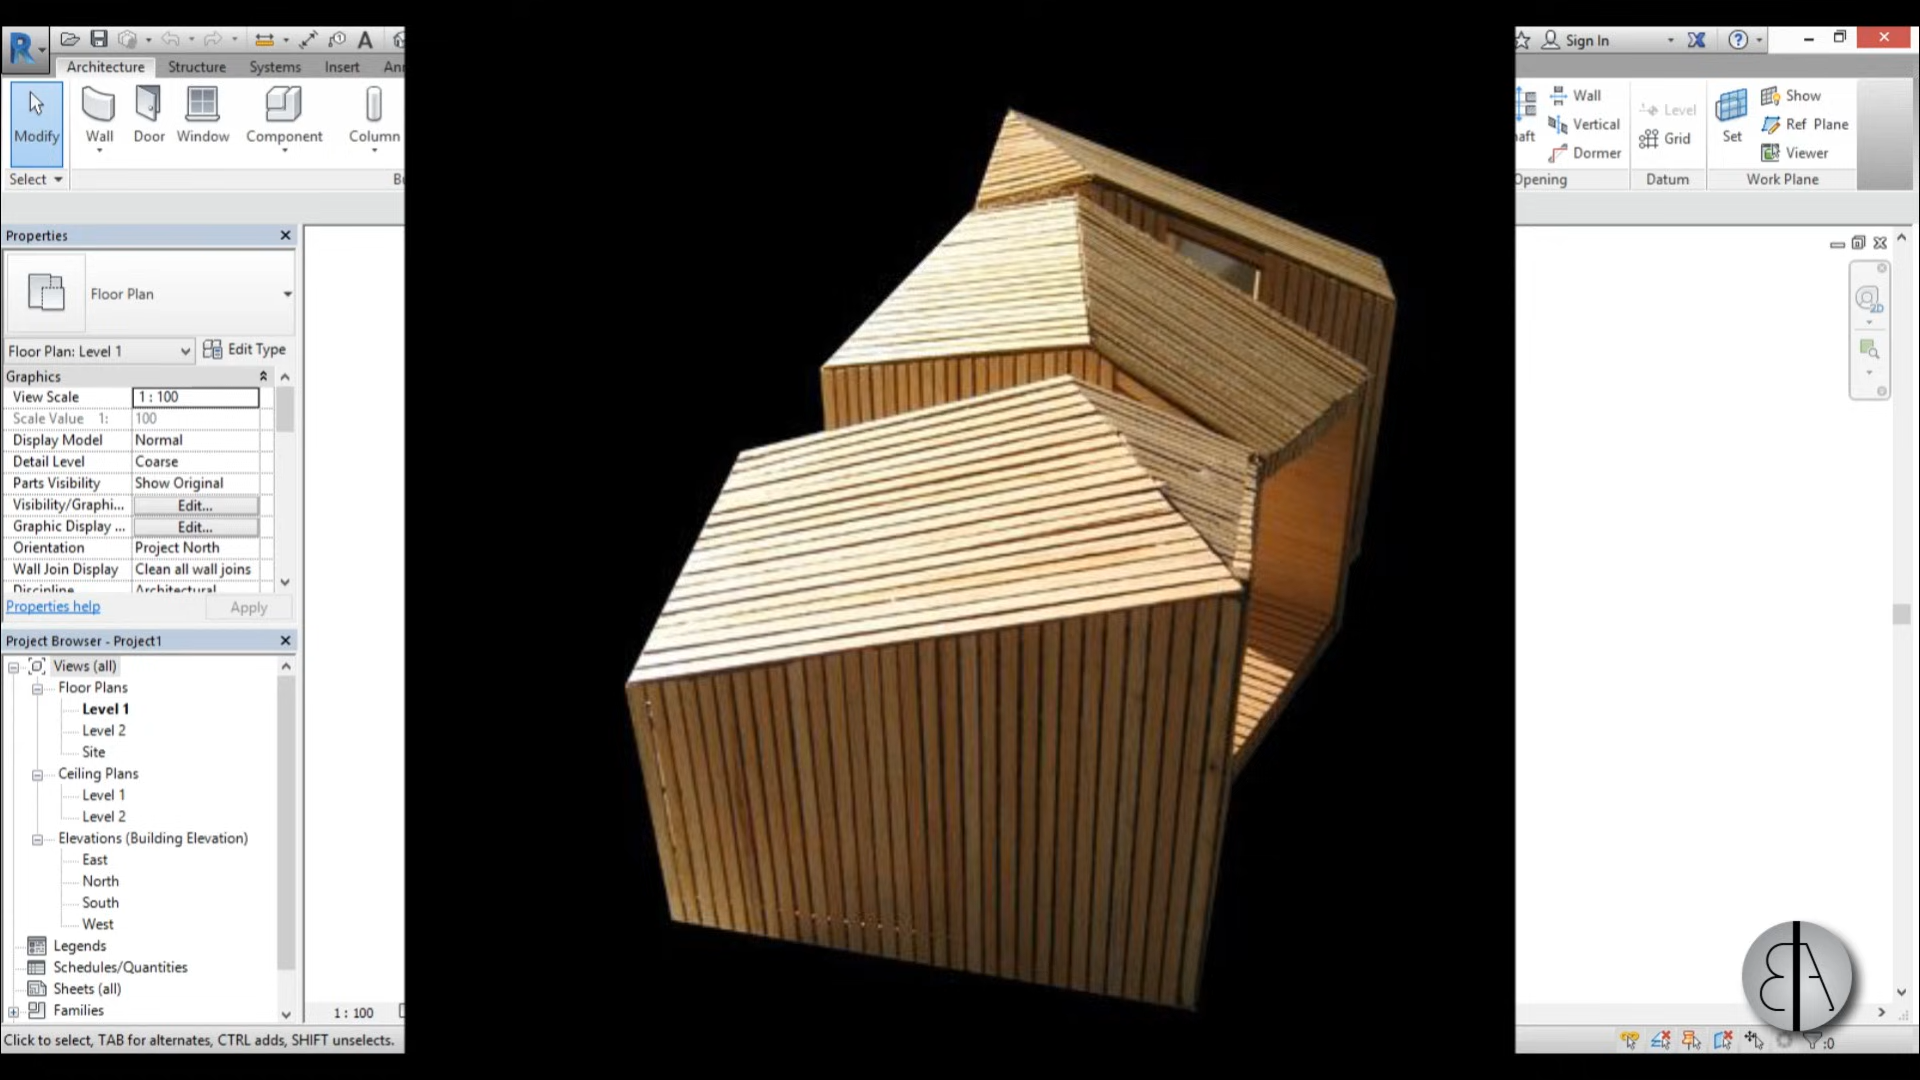 Sign In
Architecture Structure Systems Insert
Modify
Wall
Door
Window
Component
Column
Select
Wall
Vertical
Dormer
Opening
Level
Grid
Datum
Set
Show
Ref Plane
Viewer
Work Plane
Properties
Floor Plan
Floor Plan: Level 1
Edit Type
Graphics
View Scale 1 : 100
Scale Value 1: 100
Display Model Normal
Detail Level Coarse
Parts Visibility Show Original
Visibility/Graphi... Edit...
Graphic Display ... Edit...
Orientation Project North
Wall Join Display Clean all wall joins
Discipline Architectural
Properties help Apply
Project Browser - Project1
Views (all)
Floor Plans
Level 1
Level 2
Site
Ceiling Plans
Level 1
Level 2
Elevations (Building Elevation)
East
North
South
West
Legends
Schedules/Quantities
Sheets (all)
Families
1 : 100
Click to select, TAB for alternates, CTRL adds, SHIFT unselects.
:0
2D